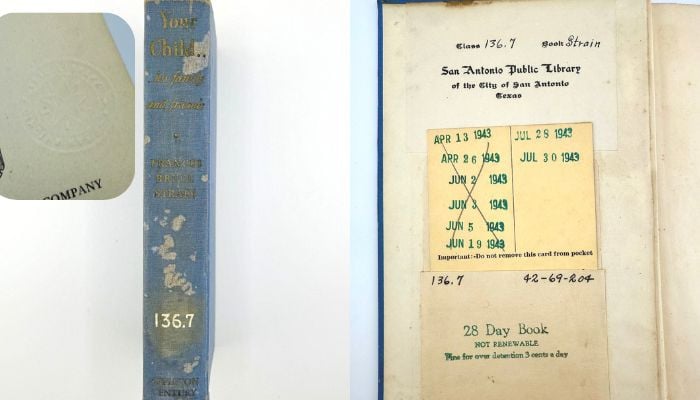 COMPANY
Your
Child..
his family
and friends
FRANCES
BRUCE
STRAIN
136.7
APPLETON
CENTURY
Class 136.7 Book Strain
San Antonio Public Library
of the City of San Antonio
Texas
APR 13 1943 JUL 28 1943
APR 26 1943 JUL 30 1943
JUN 2 1943
JUN 3 1943
JUN 5 1943
JUN 19 1943
Important:-Do not remove this card from pocket
136.7 42-69-204
28 Day Book
NOT RENEWABLE
Fine for over detention 3 cents a day